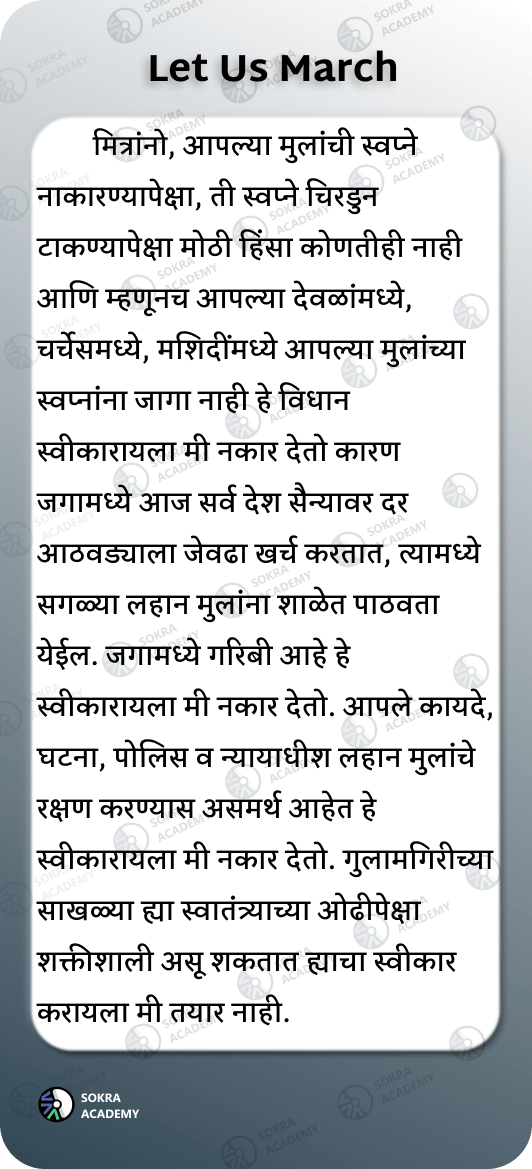 Let Us March
मित्रांनो, आपल्या मुलांची स्वप्ने
नाकारण्यापेक्षा, ती स्वप्ने चिरडुन
टाकण्यापेक्षा मोठी हिंसा कोणतीही नाही
आणि म्हणूनच आपल्या देवळांमध्ये,
चर्चेसमध्ये, मशिदींमध्ये आपल्या मुलांच्या
स्वप्नांना जागा नाही हे विधान
स्वीकारायला मी नकार देतो कारण
जगामध्ये आज सर्व देश सैन्यावर दर
आठवड्याला जेवढा खर्च करतात, त्यामध्ये
सगळ्या लहान मुलांना शाळेत पाठवता
येईल. जगामध्ये गरिबी आहे हे
स्वीकारायला मी नकार देतो. आपले कायदे,
घटना, पोलिस व न्यायाधीश लहान मुलांचे
रक्षण करण्यास असमर्थ आहेत हे
स्वीकारायला मी नकार देतो. गुलामगिरीच्या
साखळ्या ह्या स्वातंत्र्याच्या ओढीपेक्षा
शक्तीशाली असू शकतात ह्याचा स्वीकार
करायला मी तयार नाही.
SOKRA
ACADEMY